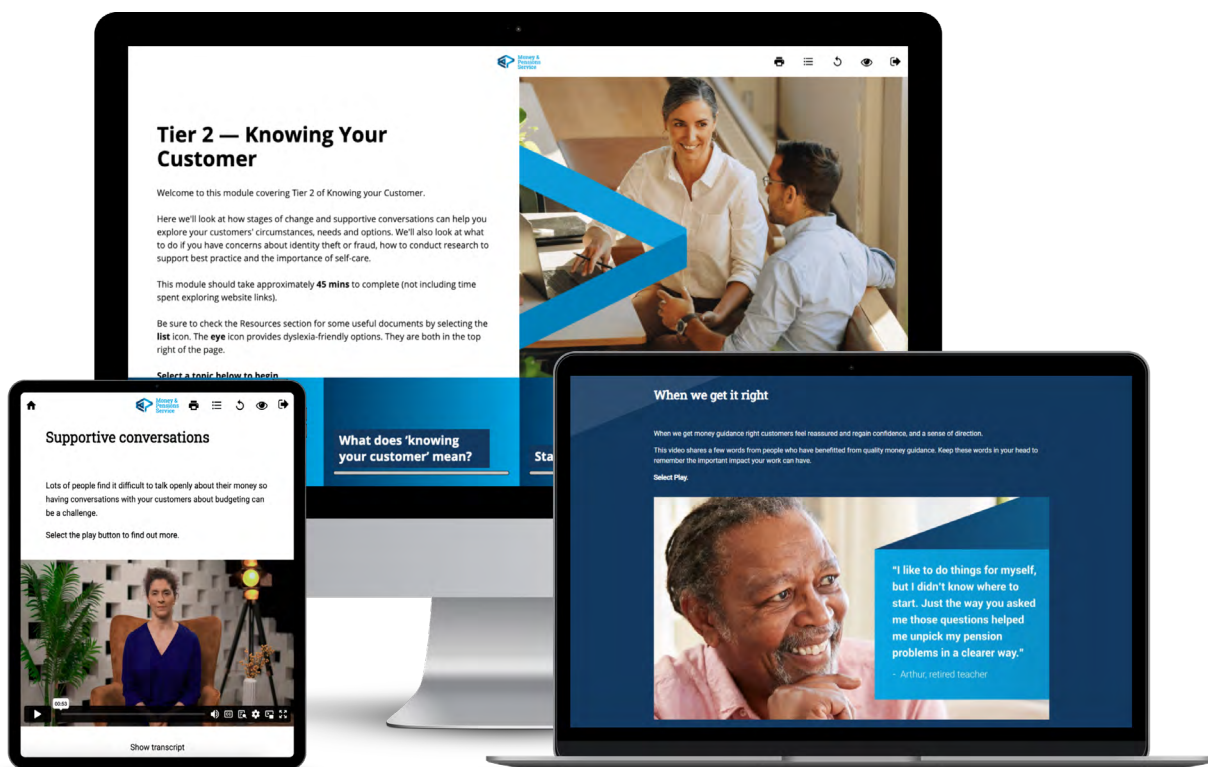 Money &
Pensions
Service
Tier 2 — Knowing Your
Customer
Welcome to this module covering Tier 2 of Knowing your Customer.
Here we'll look at how stages of change and supportive conversations can help you
explore your customers' circumstances, needs and options. We'll also look at what
to do if you have concerns about identity theft or fraud, how to conduct research to
support best practice and the importance of self-care.
This module should take approximately 45 mins to complete (not including time
spent exploring website links).
Be sure to check the Resources section for some useful documents by selecting the
list icon. The eye icon provides dyslexia-friendly options. They are both in the top
right of the page.
Select a topic below to begin
What does ‘knowing
your customer’ mean?
Sta
Money &
Pensions
Service
Supportive conversations
Lots of people find it difficult to talk openly about their money so
having conversations with your customers about budgeting can
be a challenge.
Select the play button to find out more.
00:53
CC
Show transcript
When we get it right
When we get money guidance right customers feel reassured and regain confidence, and a sense of direction.
This video shares a few words from people who have benefitted from quality money guidance. Keep these words in your head to
remember the important impact your work can have.
Select Play.
“I like to do things for myself,
but I didn’t know where to
start. Just the way you asked
me those questions helped
me unpick my pension
problems in a clearer way.”
- Arthur, retired teacher